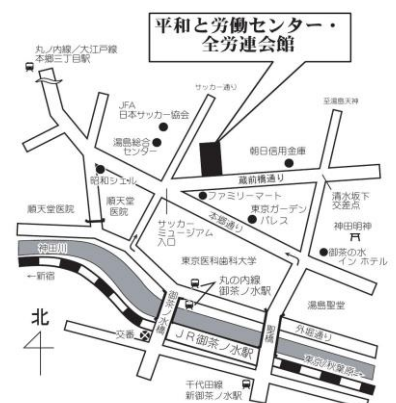 平和と労働センター・
全労連会館
丸ノ内線／大江戸線
本郷三丁目駅
サッカー通り
至湯島天神
JFA
日本サッカー協会
湯島総合
センター
朝日信用金庫
昭和シェル
蔵前橋通り
ファミリーマート
清水坂下
交差点
順天堂医院
順天堂
医院
本郷通り
東京ガーデン
パレス
サッカー
ミュージアム
入口
神田明神
神田川
東京医科歯科大学
御茶の水
イン ホテル
←新宿
丸の内線
御茶ノ水駅
湯島聖堂
御茶ノ水橋
北
交番
JR御茶ノ水駅
聖橋
外堀通り
東京/秋葉原→
千代田線
新御茶ノ水駅